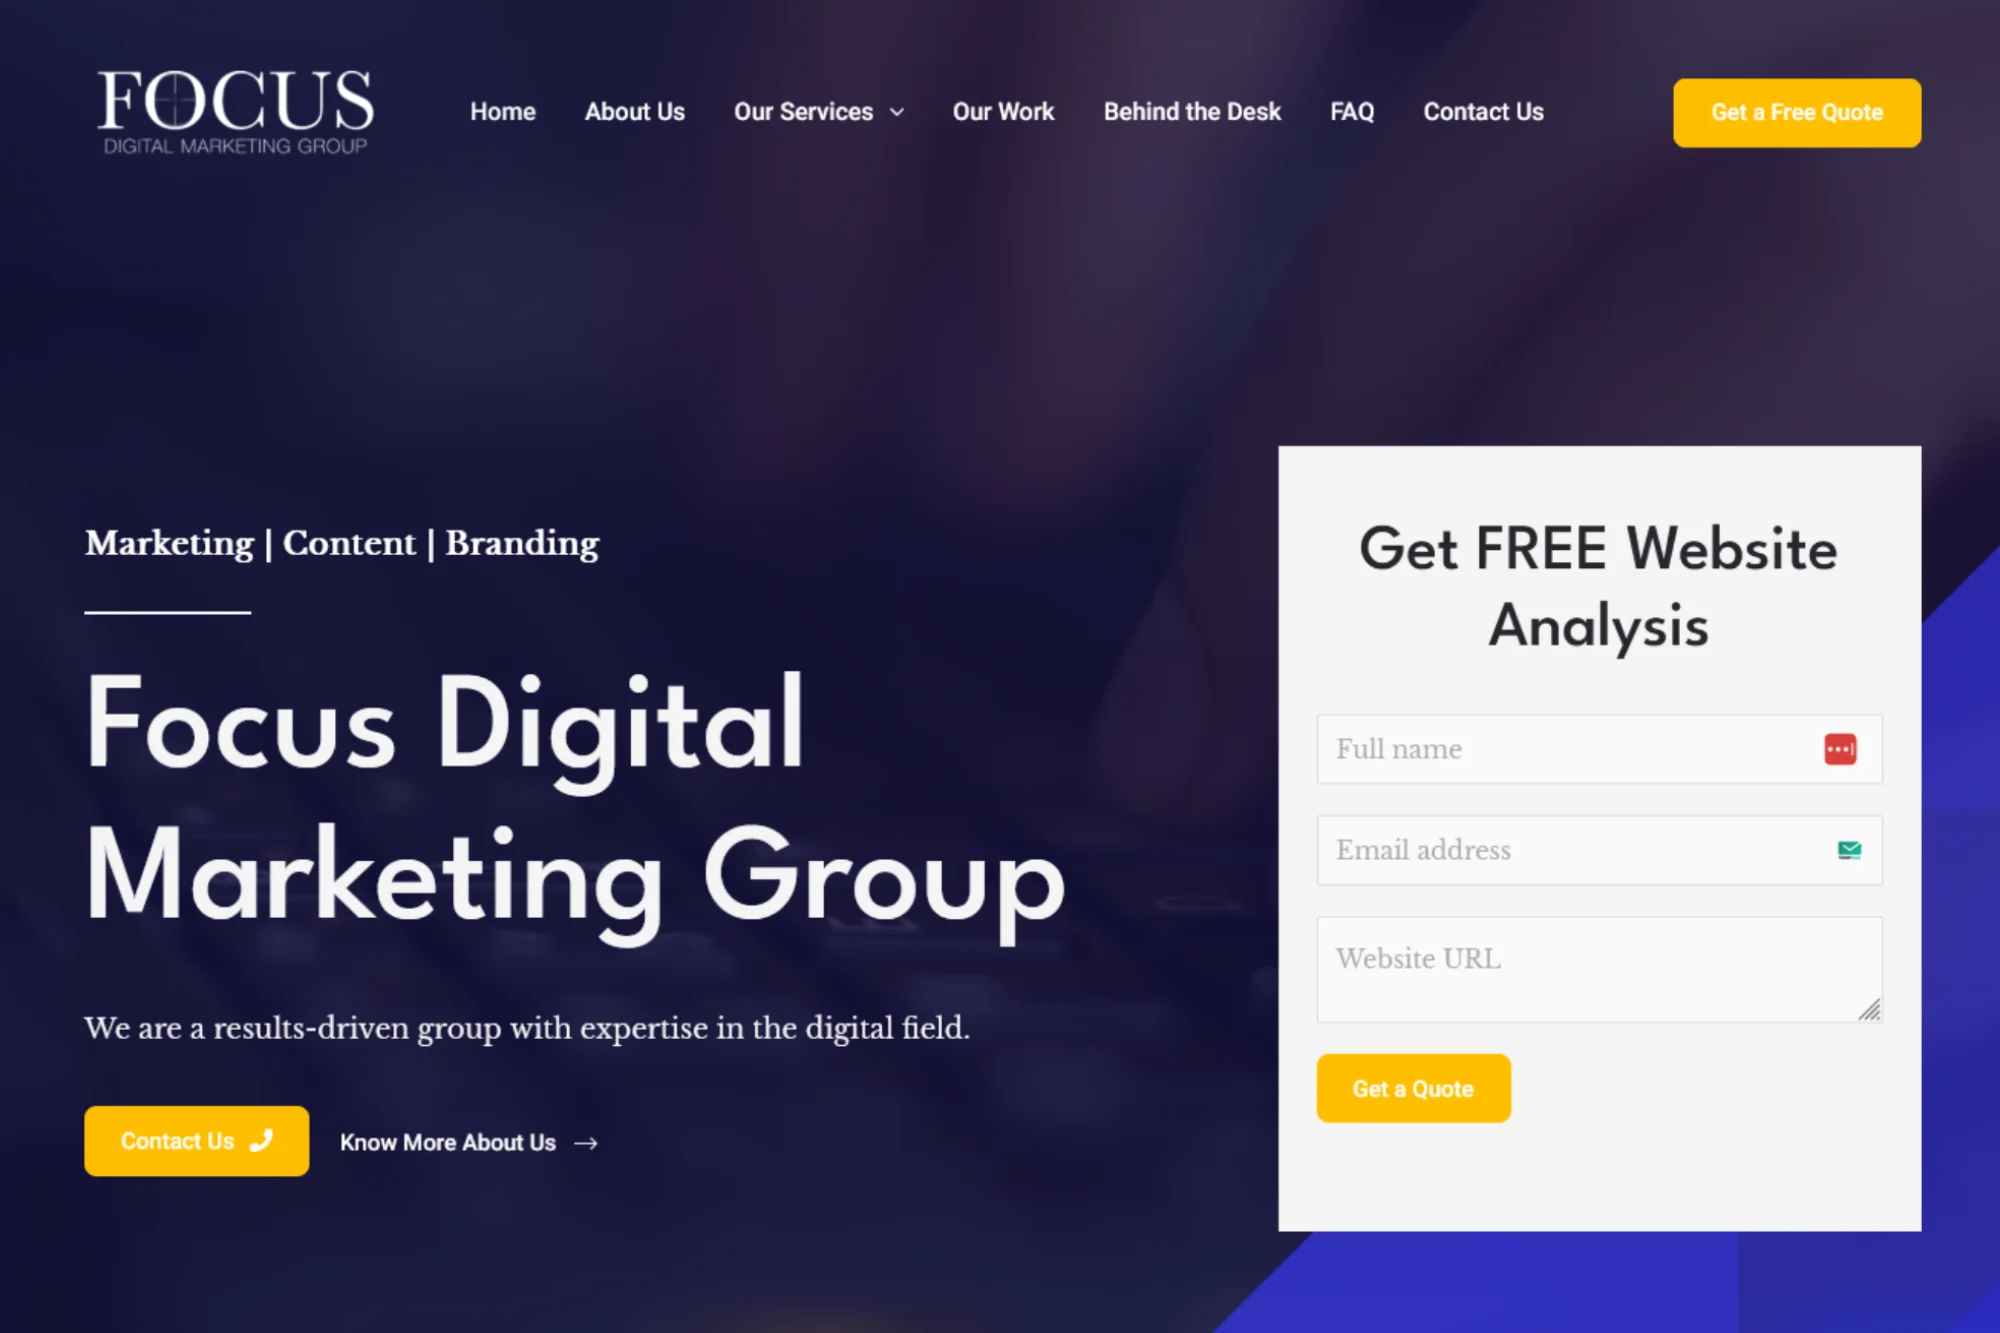 FOCUS
DIGITAL MARKETING GROUP
Home
About Us
Our Services
Our Work
Behind the Desk
FAQ
Contact Us
Get a Free Quote
Marketing | Content | Branding
Focus Digital
Marketing Group
We are a results-driven group with expertise in the digital field.
Contact Us
Know More About Us →
Get FREE Website
Analysis
Full name
Email address
Website URL
Get a Quote